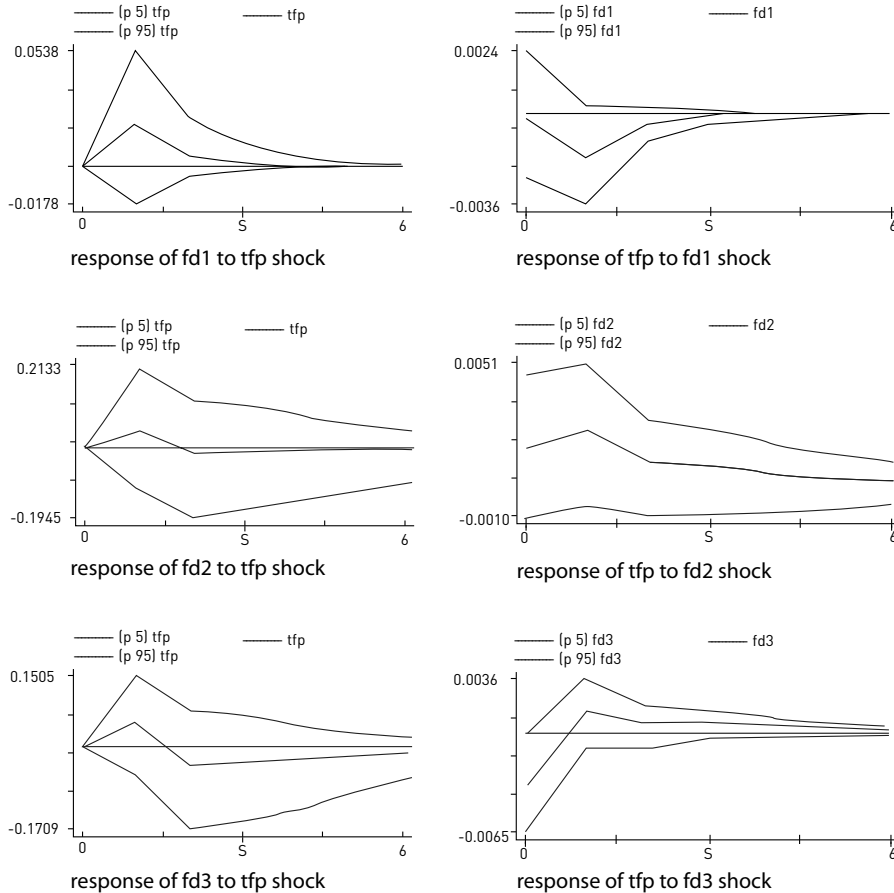 (p 5) tfp
tfp
(p 95) tfp
0.0538
-0.0178
0
S
6
response of fd1 to tfp shock
(p 5) fd1
fd1
(p 95) fd1
0.0024
-0.0036
0
S
6
response of tfp to fd1 shock
(p 5) tfp
tfp
(p 95) tfp
0.2133
-0.1945
0
S
6
response of fd2 to tfp shock
(p 5) fd2
fd2
(p 95) fd2
0.0051
-0.0010
0
S
6
response of tfp to fd2 shock
(p 5) tfp
tfp
(p 95) tfp
0.1505
-0.1709
0
S
6
response of fd3 to tfp shock
(p 5) fd3
fd3
(p 95) fd3
0.0036
-0.0065
0
S
6
response of tfp to fd3 shock